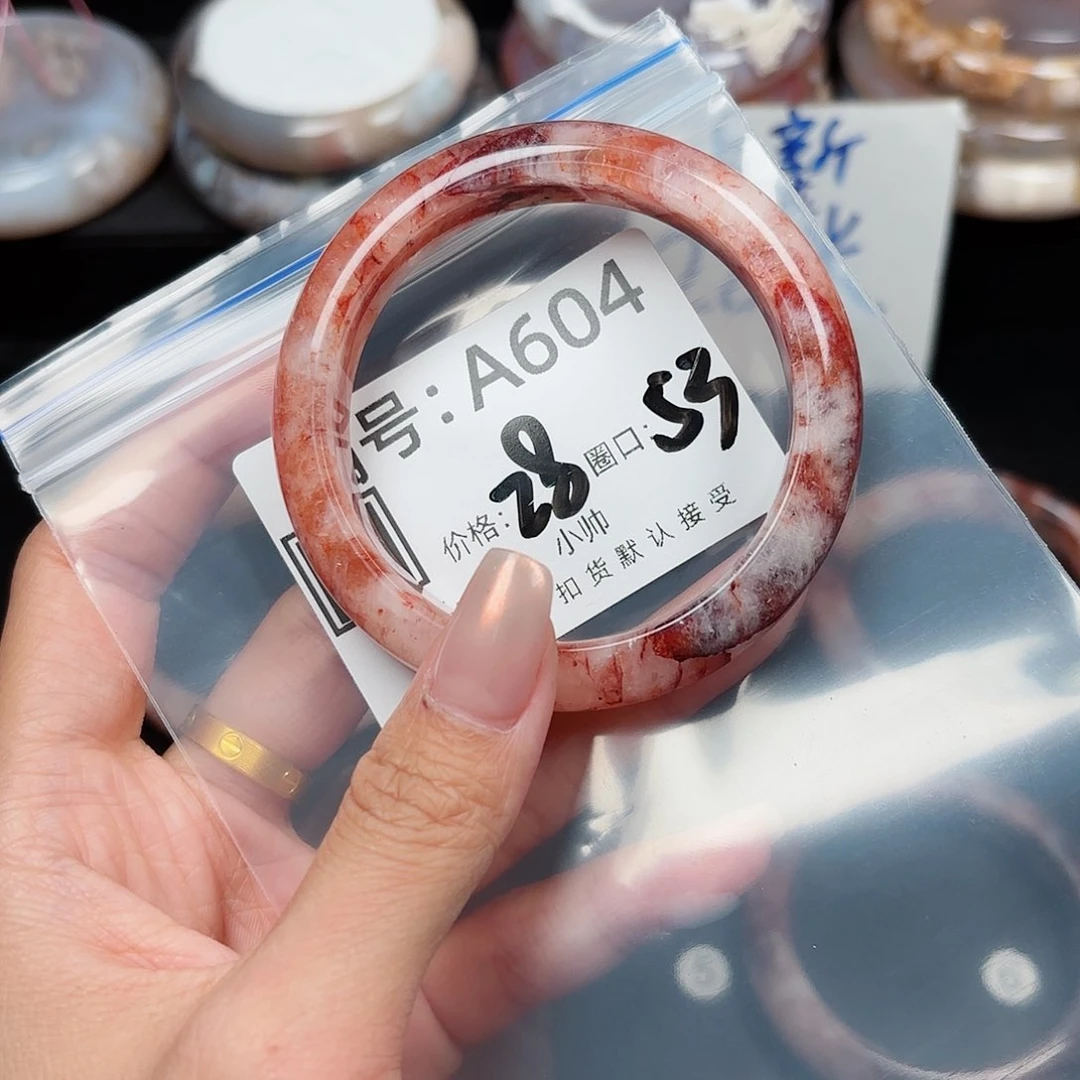 号：A604
价格：28 圈口：53
小帅
扣货默认接受
新